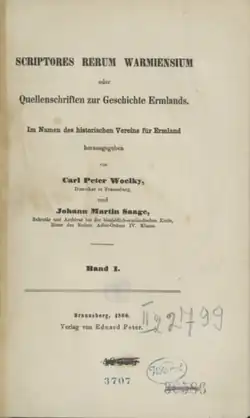 SCRIPTORES RERUM WARMIENSIUM
oder
Quellenschriften zur Geschichte Ermlands.
Im Namen des historischen Vereins für Ermland
herausgegeben
von
Carl Peter Woelky,
Domvikar in Frauenburg,
und
Johann Martin Saage,
Sekretär und Archivar bei der bischöflich-ermländischen Kurie,
Ritter des Rothen Adler-Ordens IV. Klasse.
Band I.
Braunsberg, 1866.
Verlag von Eduard Peter.
II 22799
3707